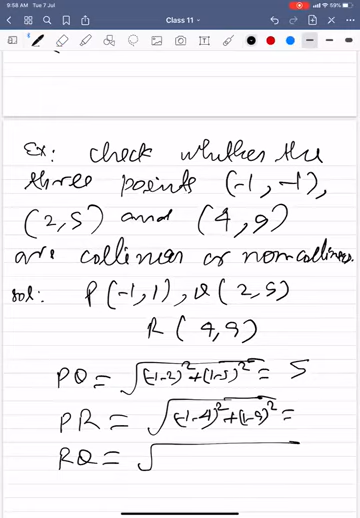 9:58 AM Tue 7 Jul
Class 11
Ex: check whether the
three points (-1, -1),
(2,5) and (4,9)
are collinear or non collinear.
Sol: P(-1,1), Q(2,5)
R(4,9)
PQ = √(-1-2)²+(1-5)² = 5
PR = √(-1-4)²+(1-9)² =
RQ = √